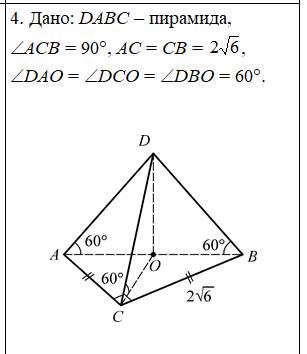 4. Дано: DABC – пирамида,
∠ACB = 90°, AC = CB = 2√6,
∠DAO = ∠DCO = ∠DBO = 60°.
D
60° 60°
A O B
60°
2√6
C